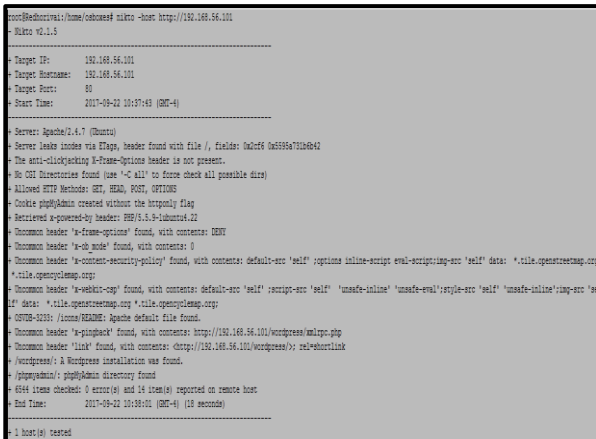 root@Redhorivai:/home/osboxes# nikto -host http://192.168.56.101
- Nikto v2.1.5
---------------------------------------------------------------------------
+ Target IP:          192.168.56.101
+ Target Hostname:    192.168.56.101
+ Target Port:        80
+ Start Time:         2017-09-22 10:37:43 (GMT-4)
---------------------------------------------------------------------------
+ Server: Apache/2.4.7 (Ubuntu)
+ Server leaks inodes via ETags, header found with file /, fields: 0x2cf6 0x5595a731b6b42
+ The anti-clickjacking X-Frame-Options header is not present.
+ No CGI Directories found (use '-C all' to force check all possible dirs)
+ Allowed HTTP Methods: GET, HEAD, POST, OPTIONS
+ Cookie phpMyAdmin created without the httponly flag
+ Retrieved x-powered-by header: PHP/5.5.9-1ubuntu4.22
+ Uncommon header 'x-frame-options' found, with contents: DENY
+ Uncommon header 'x-ob_mode' found, with contents: 0
+ Uncommon header 'x-content-security-policy' found, with contents: default-src 'self' ;options inline-script eval-script;img-src 'self' data:  *.tile.openstreetmap.org
 *.tile.opencyclemap.org;
+ Uncommon header 'x-webkit-csp' found, with contents: default-src 'self' ;script-src 'self'  'unsafe-inline' 'unsafe-eval';style-src 'self' 'unsafe-inline';img-src 'se
lf' data:  *.tile.openstreetmap.org *.tile.opencyclemap.org;
+ OSVDB-3233: /icons/README: Apache default file found.
+ Uncommon header 'x-pingback' found, with contents: http://192.168.56.101/wordpress/xmlrpc.php
+ Uncommon header 'link' found, with contents: <http://192.168.56.101/wordpress/>; rel=shortlink
+ /wordpress/: A Wordpress installation was found.
+ /phpmyadmin/: phpMyAdmin directory found
+ 6544 items checked: 0 error(s) and 14 item(s) reported on remote host
+ End Time:           2017-09-22 10:38:01 (GMT-4) (18 seconds)
---------------------------------------------------------------------------
+ 1 host(s) tested